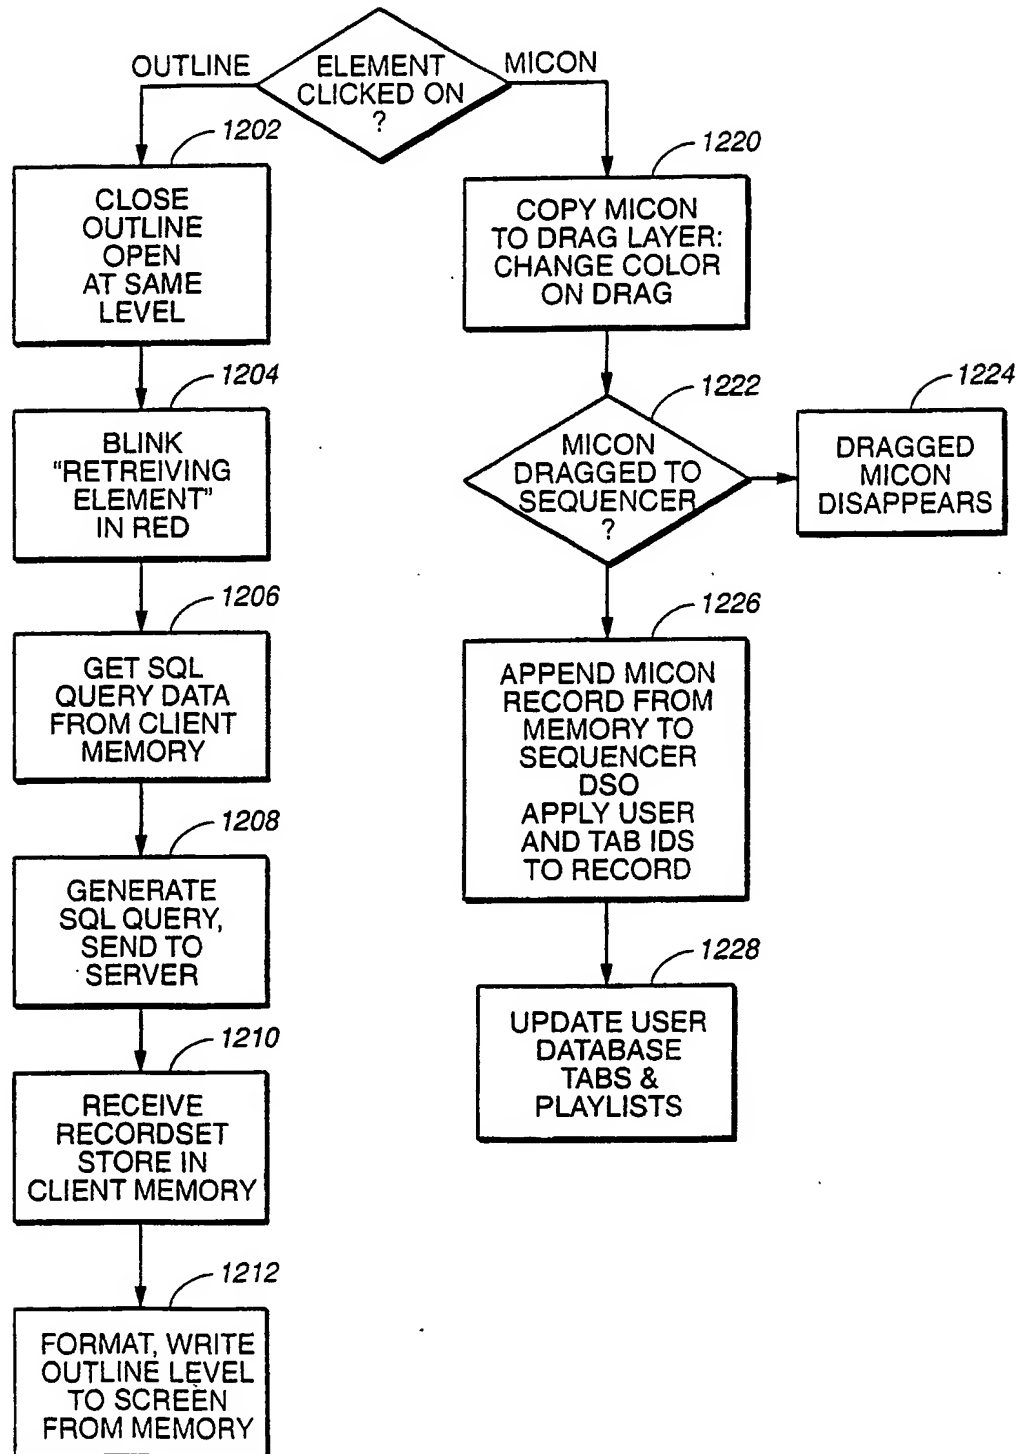 OUTLINE
ELEMENT
CLICKED ON
?
MICON
1202
CLOSE
OUTLINE
OPEN
AT SAME
LEVEL
1204
BLINK
"RETREIVING
ELEMENT"
IN RED
1206
GET SQL
QUERY DATA
FROM CLIENT
MEMORY
1208
GENERATE
SQL QUERY,
SEND TO
SERVER
1210
RECEIVE
RECORDSET
STORE IN
CLIENT MEMORY
1212
FORMAT, WRITE
OUTLINE LEVEL
TO SCREEN
FROM MEMORY
1220
COPY MICON
TO DRAG LAYER:
CHANGE COLOR
ON DRAG
1222
MICON
DRAGGED TO
SEQUENCER
?
1224
DRAGGED
MICON
DISAPPEARS
1226
APPEND MICON
RECORD FROM
MEMORY TO
SEQUENCER
DSO
APPLY USER
AND TAB IDS
TO RECORD
1228
UPDATE USER
DATABASE
TABS &
PLAYLISTS